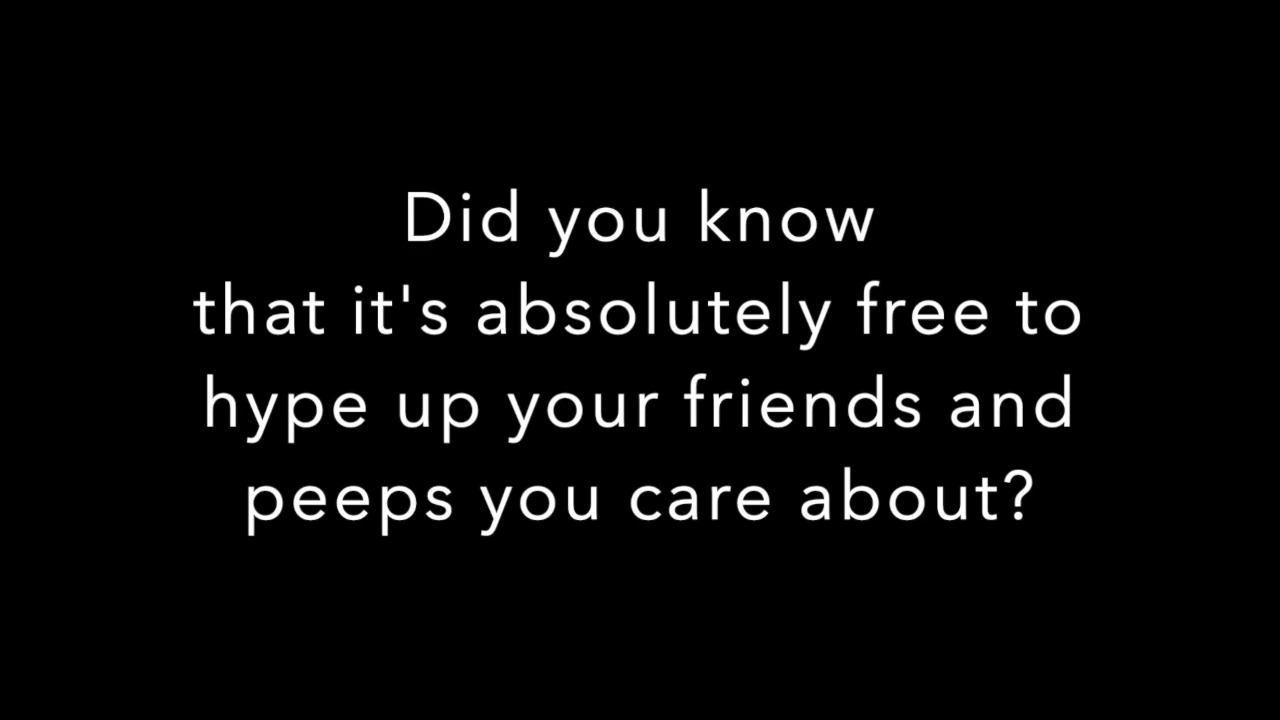 Did you know
that it's absolutely free to
hype up your friends and
peeps you care about?